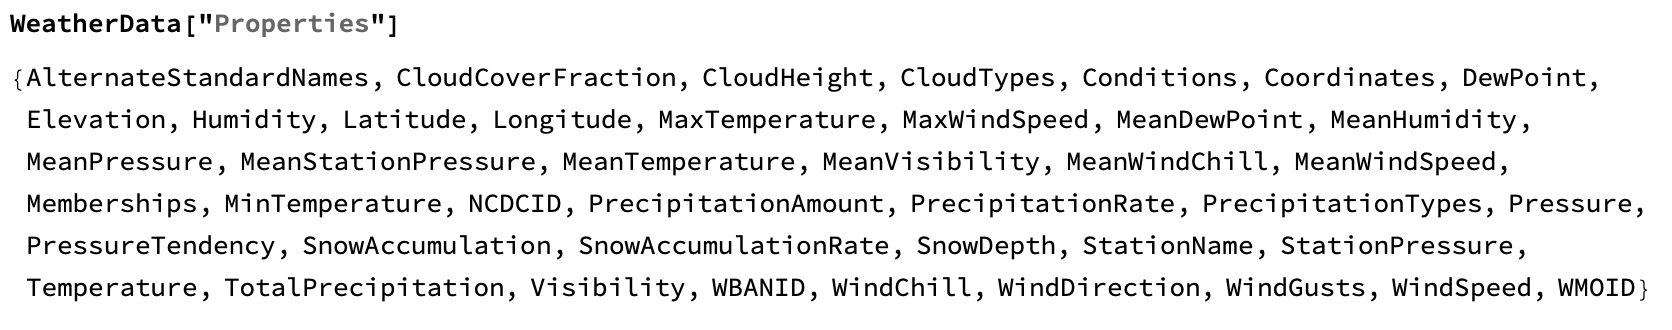 WeatherData["Properties"]
{AlternateStandardNames, CloudCoverFraction, CloudHeight, CloudTypes, Conditions, Coordinates, DewPoint,
Elevation, Humidity, Latitude, Longitude, MaxTemperature, MaxWindSpeed, MeanDewPoint, MeanHumidity,
MeanPressure, MeanStationPressure, MeanTemperature, MeanVisibility, MeanWindChill, MeanWindSpeed,
Memberships, MinTemperature, NCDCID, PrecipitationAmount, PrecipitationRate, PrecipitationTypes, Pressure,
PressureTendency, SnowAccumulation, SnowAccumulationRate, SnowDepth, StationName, StationPressure,
Temperature, TotalPrecipitation, Visibility, WBANID, WindChill, WindDirection, WindGusts, WindSpeed, WMOID}